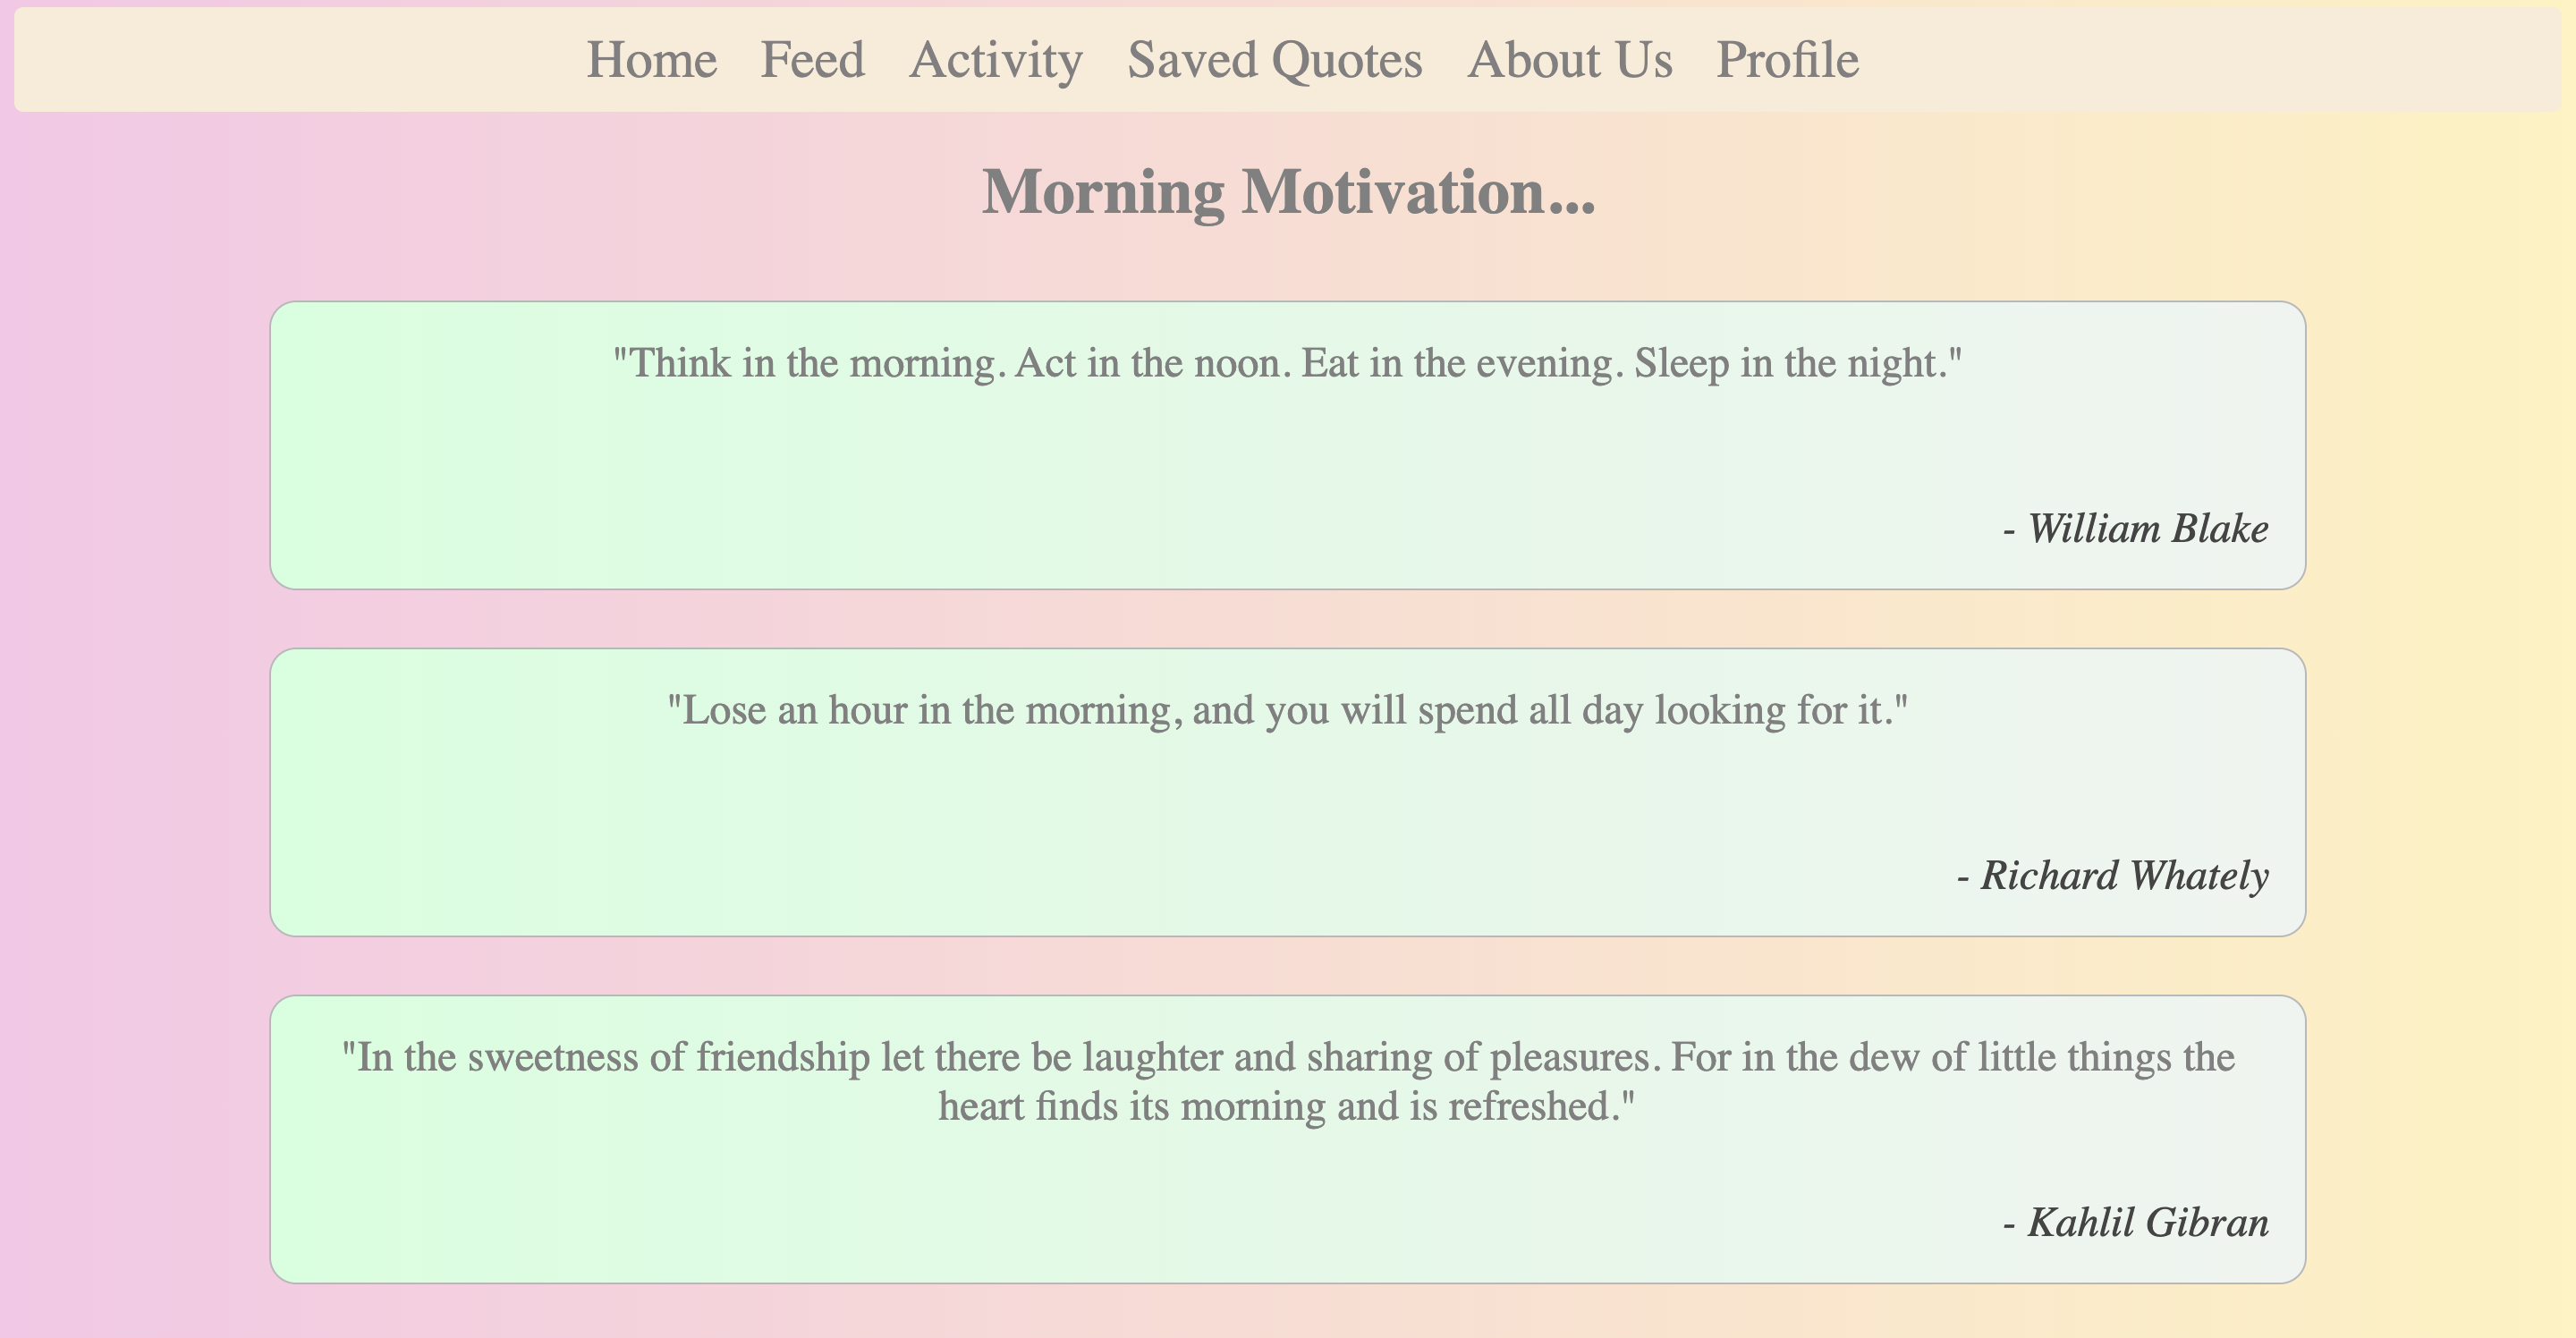 Home Feed Activity Saved Quotes About Us Profile
Morning Motivation...
"Think in the morning. Act in the noon. Eat in the evening. Sleep in the night."
- William Blake
"Lose an hour in the morning, and you will spend all day looking for it."
- Richard Whately
"In the sweetness of friendship let there be laughter and sharing of pleasures. For in the dew of little things the
heart finds its morning and is refreshed."
- Kahlil Gibran